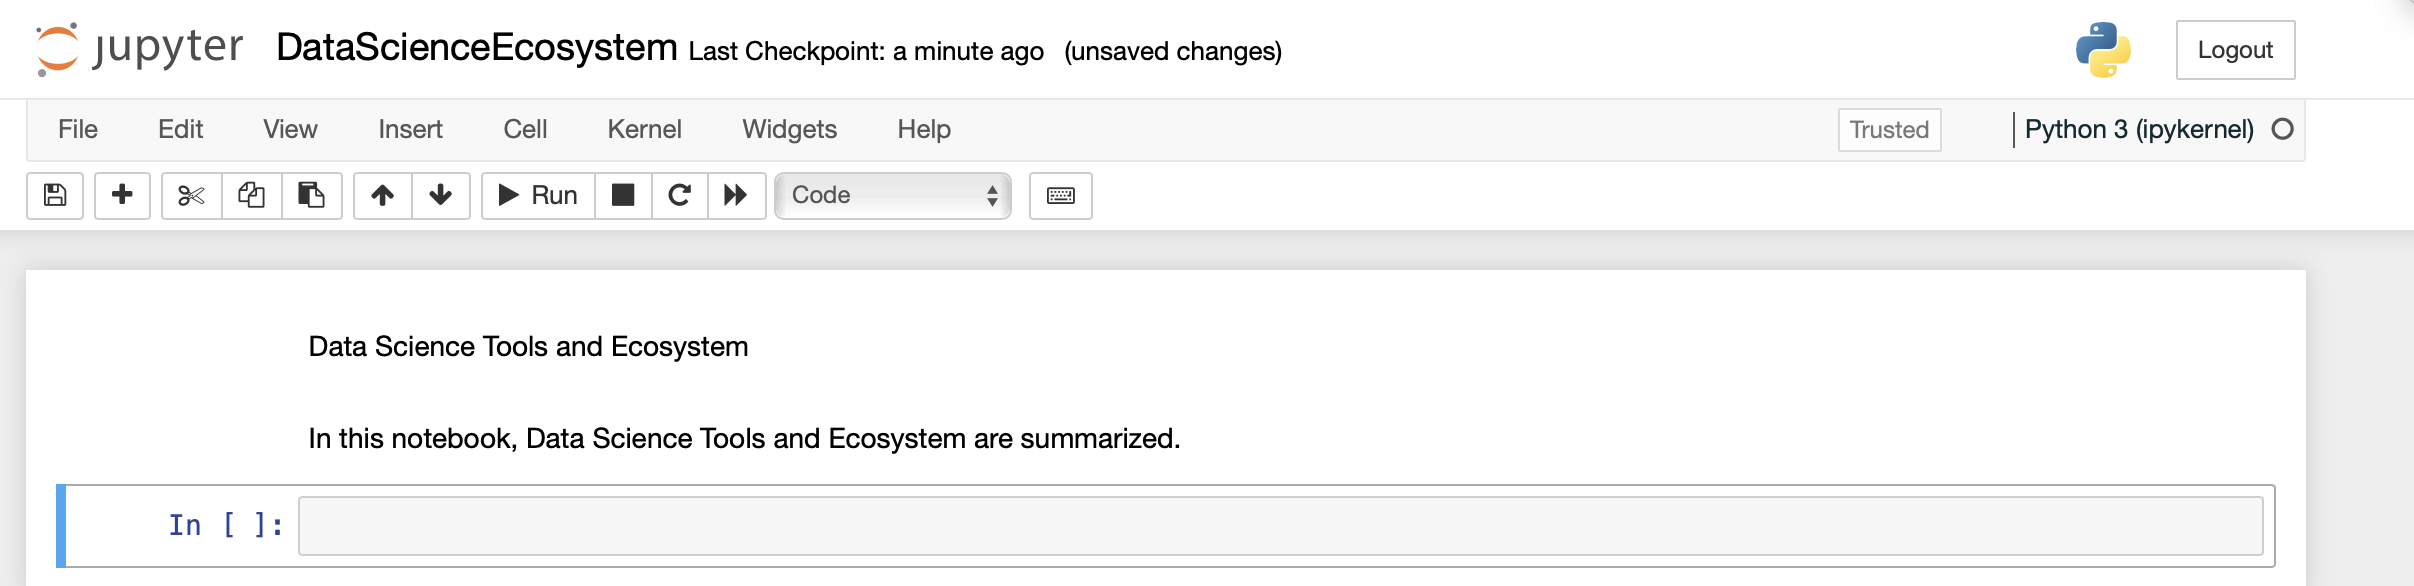 jupyter DataScienceEcosystem Last Checkpoint: a minute ago (unsaved changes)
Logout
File Edit View Insert Cell Kernel Widgets Help
Trusted
Python 3 (ipykernel)
Run
Code
Data Science Tools and Ecosystem
In this notebook, Data Science Tools and Ecosystem are summarized.
In [ ]: